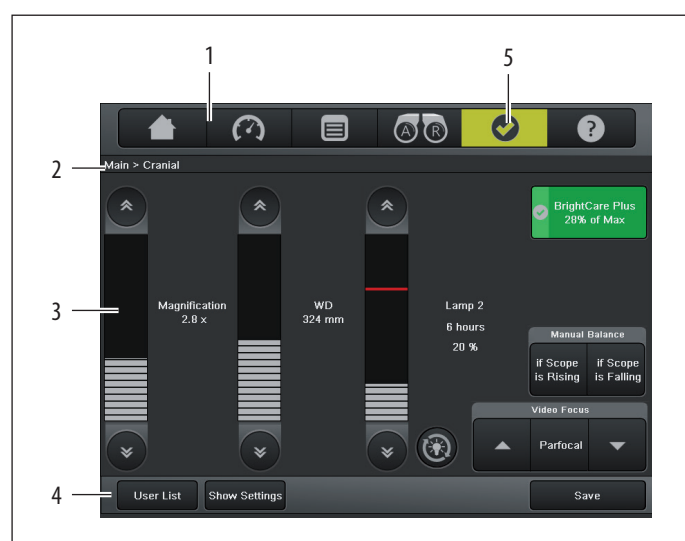 1
5
A R
?
2
Main > Cranial
BrightCare Plus
28% of Max
3
Magnification
2.8 x
WD
324 mm
Lamp 2
6 hours
20 %
Manual Balance
if Scope
is Rising
if Scope
is Falling
Video Focus
Parfocal
4
User List
Show Settings
Save